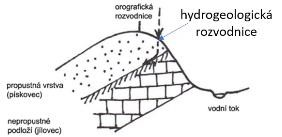 orografická
rozvodnice
hydrogeologická
rozvodnice
propustná vrstva
(pískovec)
nepropustné
podloží (jílovec)
vodní tok